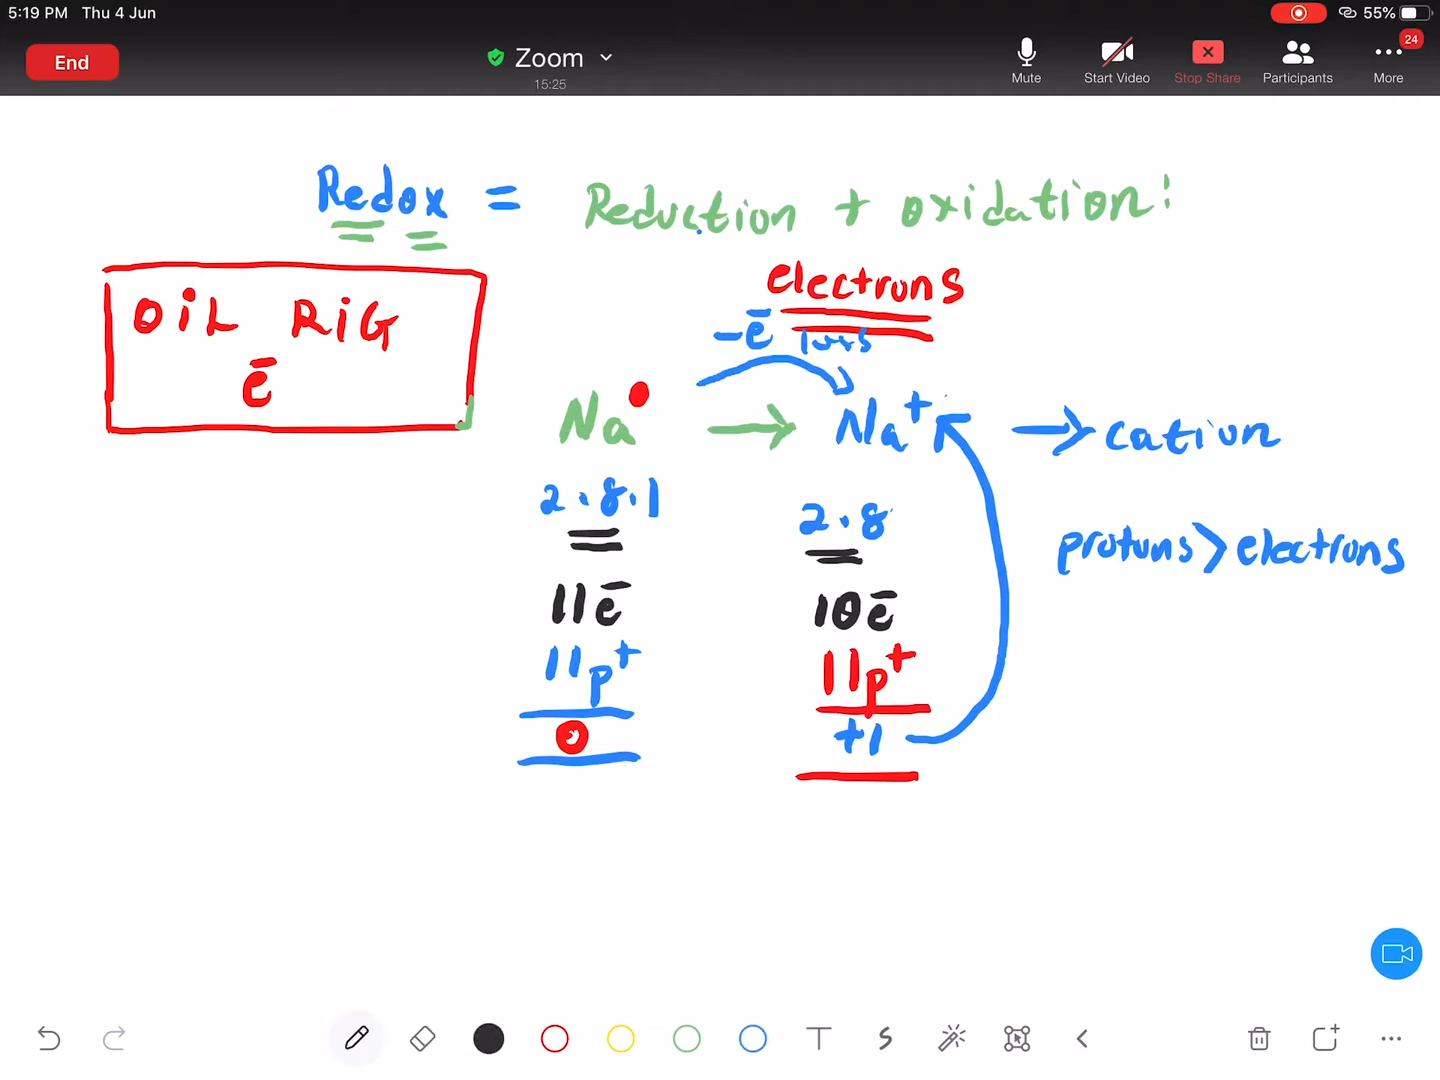 5:19 PM Thu 4 Jun
55%
End
Zoom
15:25
Mute
Start Video
Stop Share
Participants
More
24
Redox = Reduction + oxidation!
electrons
OiL RiG
ē
-ē loss
Na → Na⁺ → cation
2.8.1
2.8
protons > electrons
11ē
10ē
11p⁺
11p⁺
0
+1
T